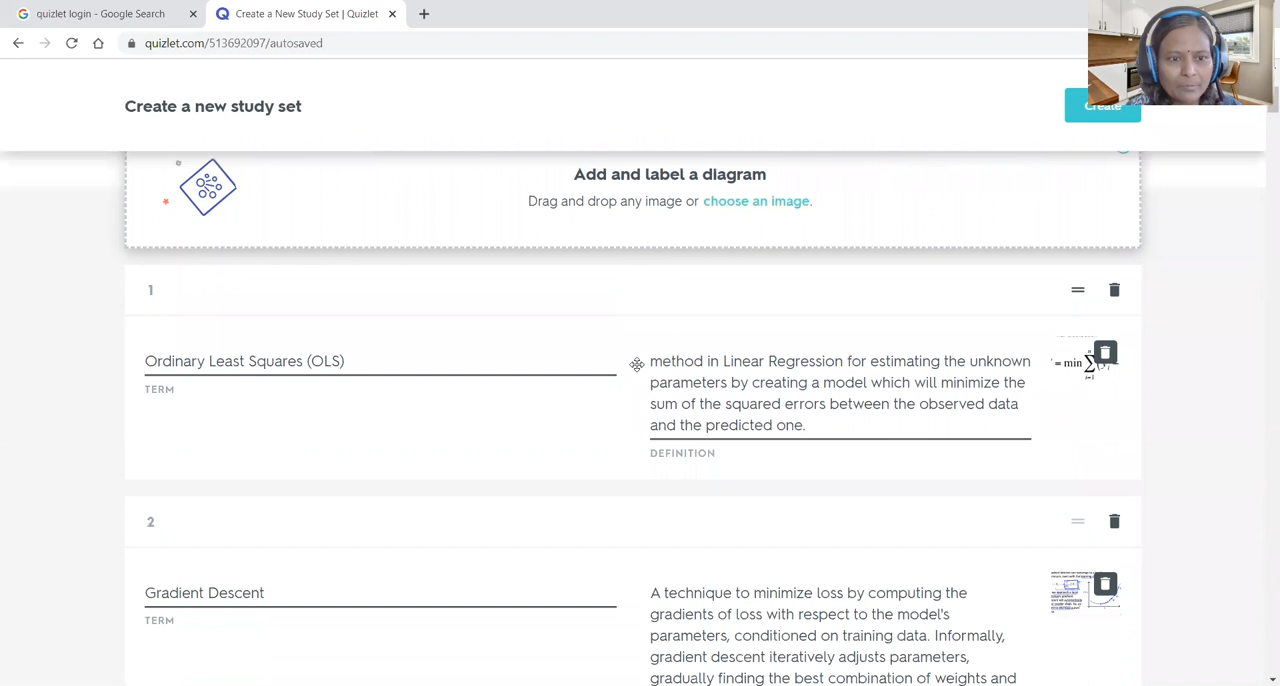 quizlet login - Google Search
Create a New Study Set | Quizlet
quizlet.com/513692097/autosaved
Create a new study set
Create
Add and label a diagram
Drag and drop any image or choose an image.
1
Ordinary Least Squares (OLS)
TERM
method in Linear Regression for estimating the unknown
parameters by creating a model which will minimize the
sum of the squared errors between the observed data
and the predicted one.
DEFINITION
= min
2
Gradient Descent
TERM
A technique to minimize loss by computing the
gradients of loss with respect to the model's
parameters, conditioned on training data. Informally,
gradient descent iteratively adjusts parameters,
gradually finding the best combination of weights and